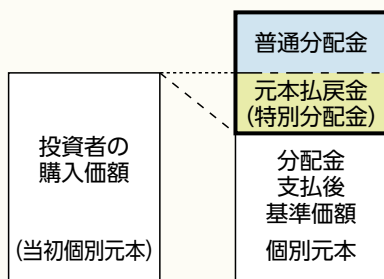 普通分配金
元本払戻金
(特別分配金)
投資者の
購入価額
(当初個別元本)
分配金
支払後
基準価額
個別元本